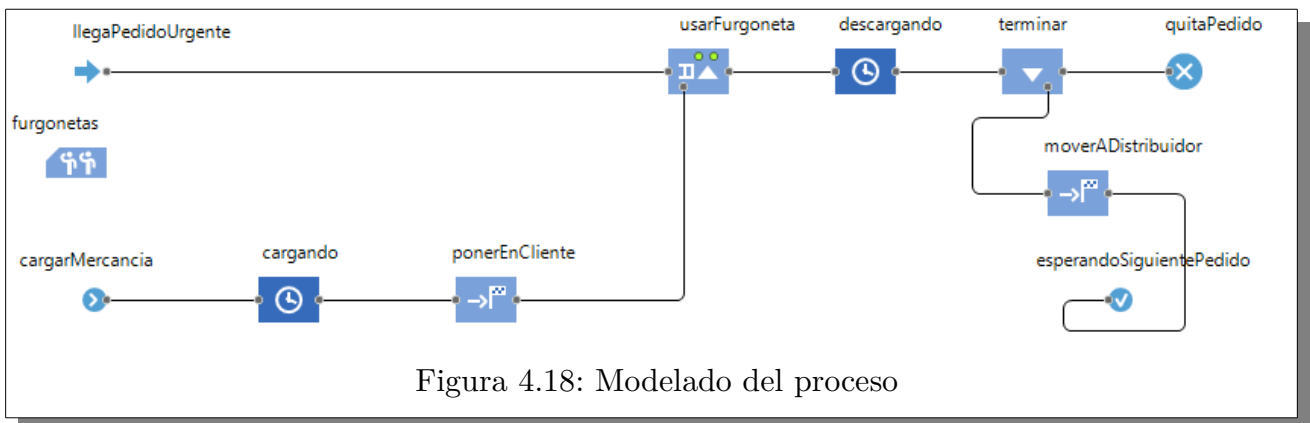 llegaPedidoUrgente
usarFurgoneta
descargando
terminar
quitaPedido
furgonetas
moverADistribuidor
cargarMercancia
cargando
ponerEnCliente
esperandoSiguientePedido
Figura 4.18: Modelado del proceso